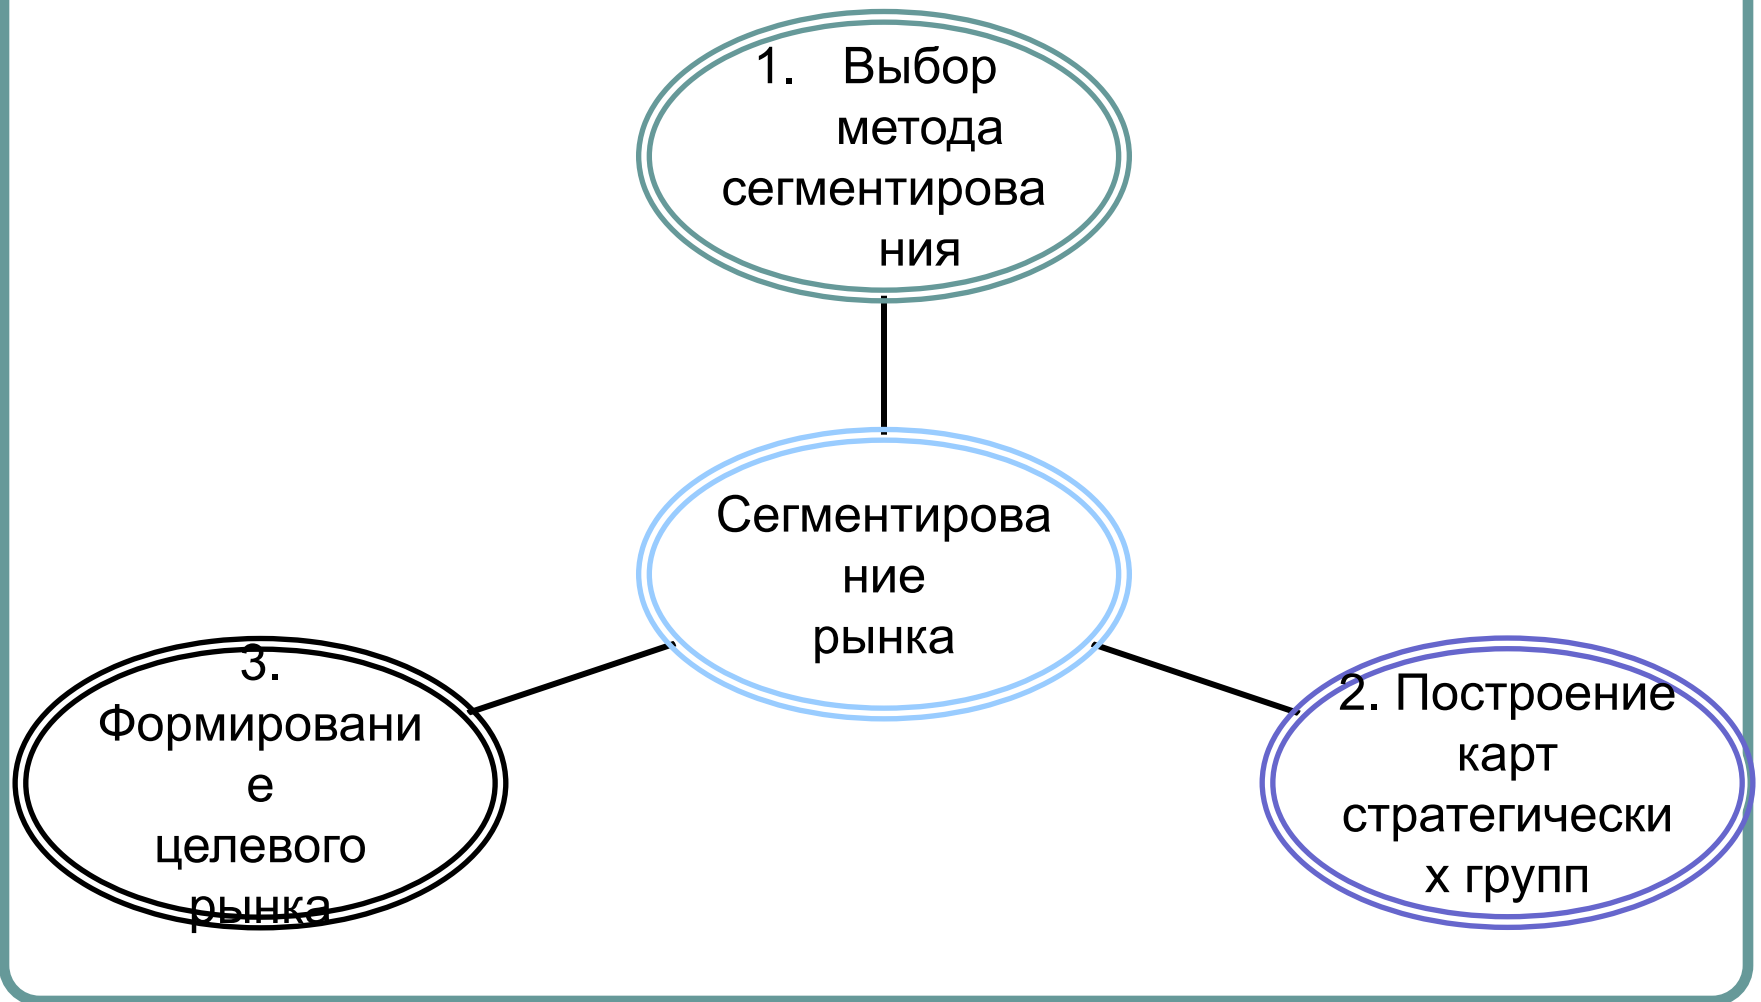 1. Выбор
метода
сегментирова
ния
Сегментирова
ние
рынка
2. Построение
карт
стратегически
х групп
3.
Формировани
е
целевого
рынка